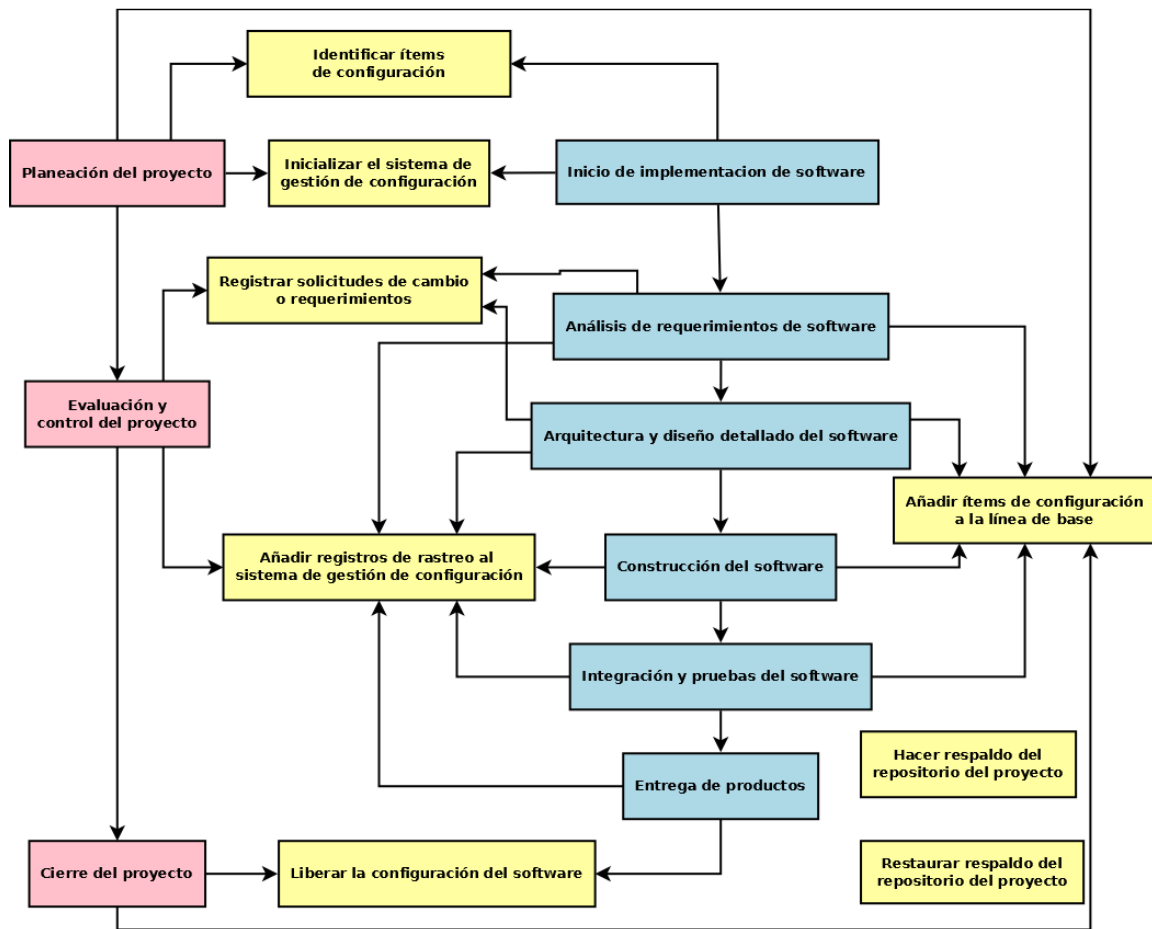 Identificar ítems
de configuración
Planeación del proyecto
Inicializar el sistema de
gestión de configuración
Inicio de implementacion de software
Registrar solicitudes de cambio
o requerimientos
Análisis de requerimientos de software
Evaluación y
control del proyecto
Arquitectura y diseño detallado del software
Añadir ítems de configuración
a la línea de base
Añadir registros de rastreo al
sistema de gestión de configuración
Construcción del software
Integración y pruebas del software
Hacer respaldo del
repositorio del proyecto
Entrega de productos
Cierre del proyecto
Liberar la configuración del software
Restaurar respaldo del
repositorio del proyecto